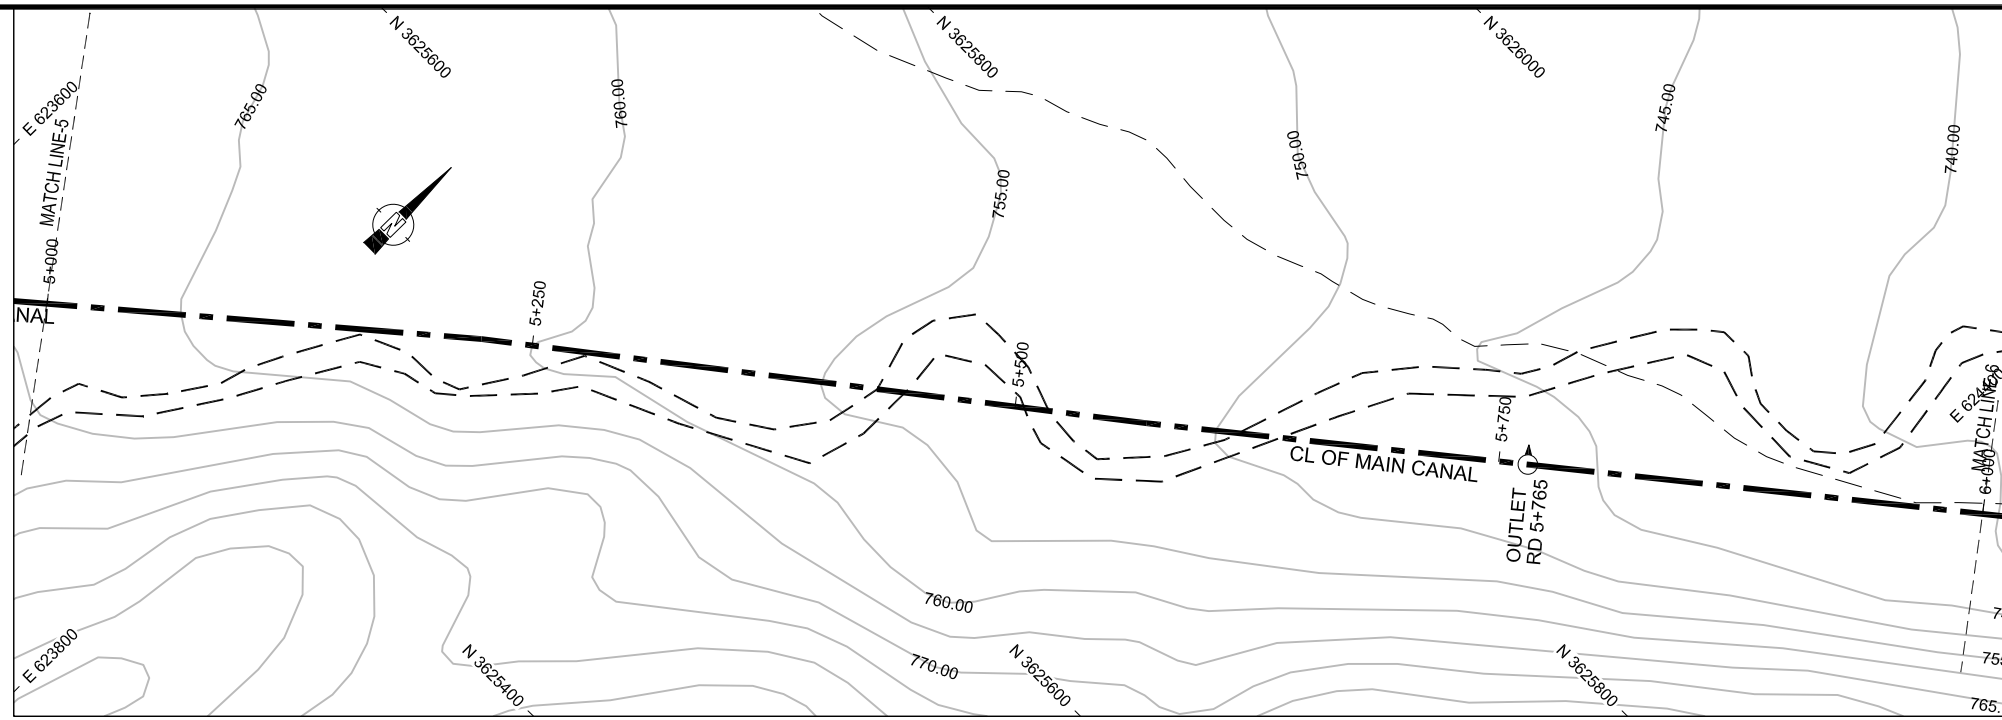 N 3625600
N 3625800
N 3626000
E 623600
MATCH LINE-5
5+000
765.00
760.00
755.00
750.00
745.00
740.00
N
5+250
NAL
5+500
5+750
CL OF MAIN CANAL
OUTLET
RD 5+765
MATCH LINE-6
6+000
760.00
770.00
E 623800
N 3625400
N 3625600
N 3625800
765.